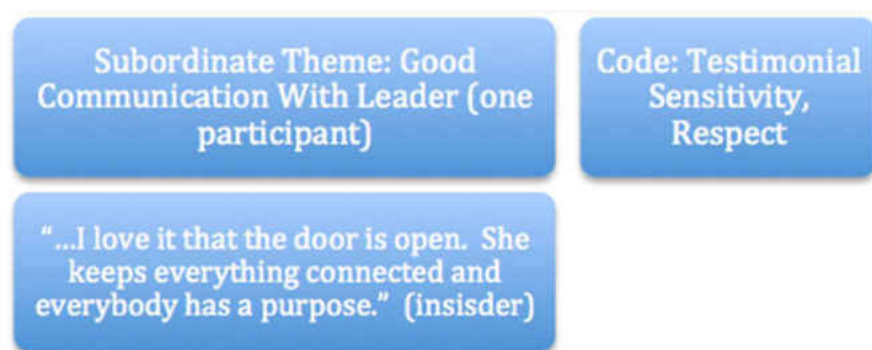 Subordinate Theme: Good
Communication With Leader (one
participant)
Code: Testimonial
Sensitivity,
Respect
“...I love it that the door is open.  She
keeps everything connected and
everybody has a purpose.”  (insisder)